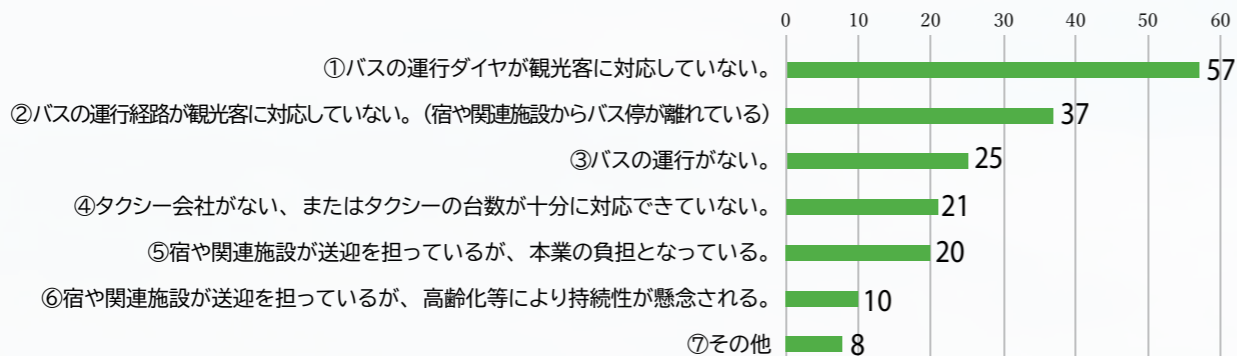 0 10 20 30 40 50 60
①バスの運行ダイヤが観光客に対応していない。 57
②バスの運行経路が観光客に対応していない。（宿や関連施設からバス停が離れている） 37
③バスの運行がない。 25
④タクシー会社がない、またはタクシーの台数が十分に対応できていない。 21
⑤宿や関連施設が送迎を担っているが、本業の負担となっている。 20
⑥宿や関連施設が送迎を担っているが、高齢化等により持続性が懸念される。 10
⑦その他 8